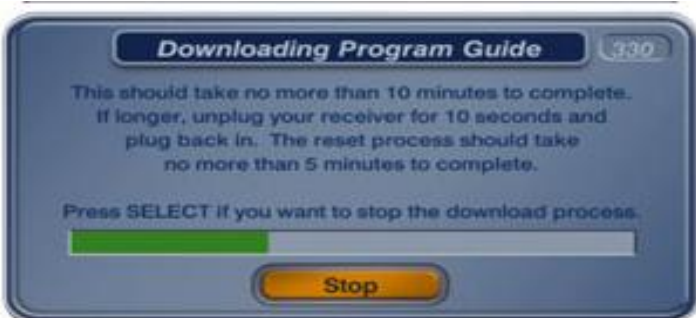 Downloading Program Guide 330
This should take no more than 10 minutes to complete.
If longer, unplug your receiver for 10 seconds and
plug back in. The reset process should take
no more than 5 minutes to complete.
Press SELECT if you want to stop the download process.
Stop